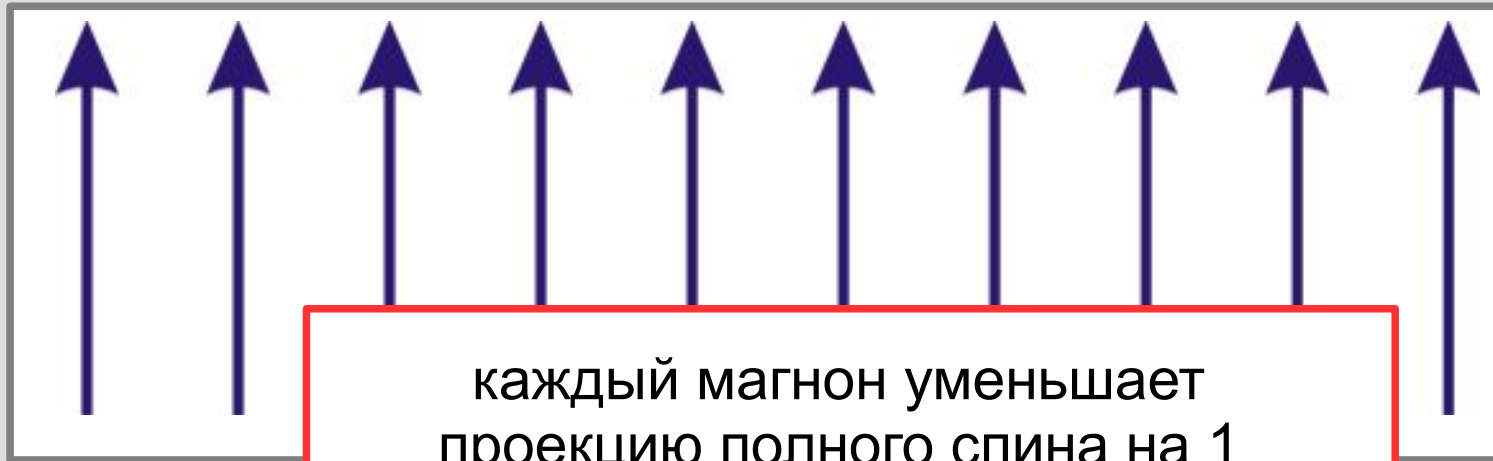 каждый магнон уменьшает
проекцию полного спина на 1